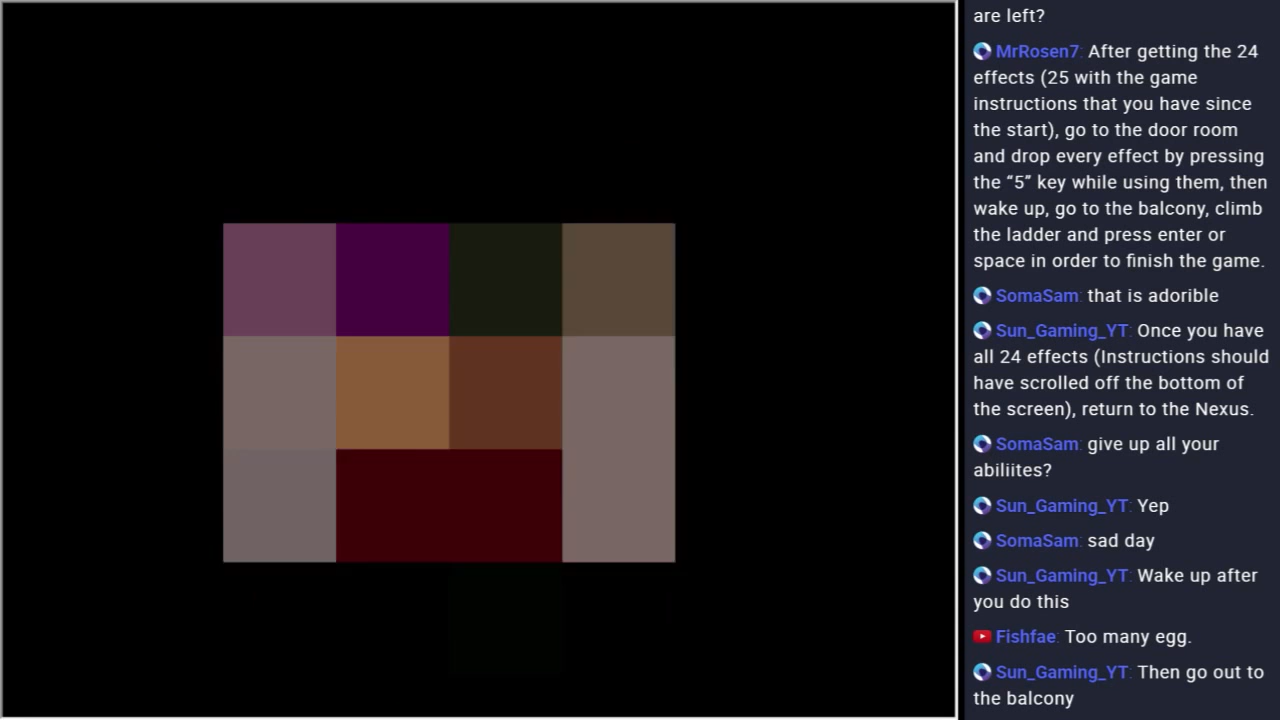 are left?
MrRosen7: After getting the 24
effects (25 with the game
instructions that you have since
the start), go to the door room
and drop every effect by pressing
the “5” key while using them, then
wake up, go to the balcony, climb
the ladder and press enter or
space in order to finish the game.
SomaSam: that is adorible
Sun_Gaming_YT: Once you have
all 24 effects (Instructions should
have scrolled off the bottom of
the screen), return to the Nexus.
SomaSam: give up all your
abiliites?
Sun_Gaming_YT: Yep
SomaSam: sad day
Sun_Gaming_YT: Wake up after
you do this
Fishfae: Too many egg.
Sun_Gaming_YT: Then go out to
the balcony